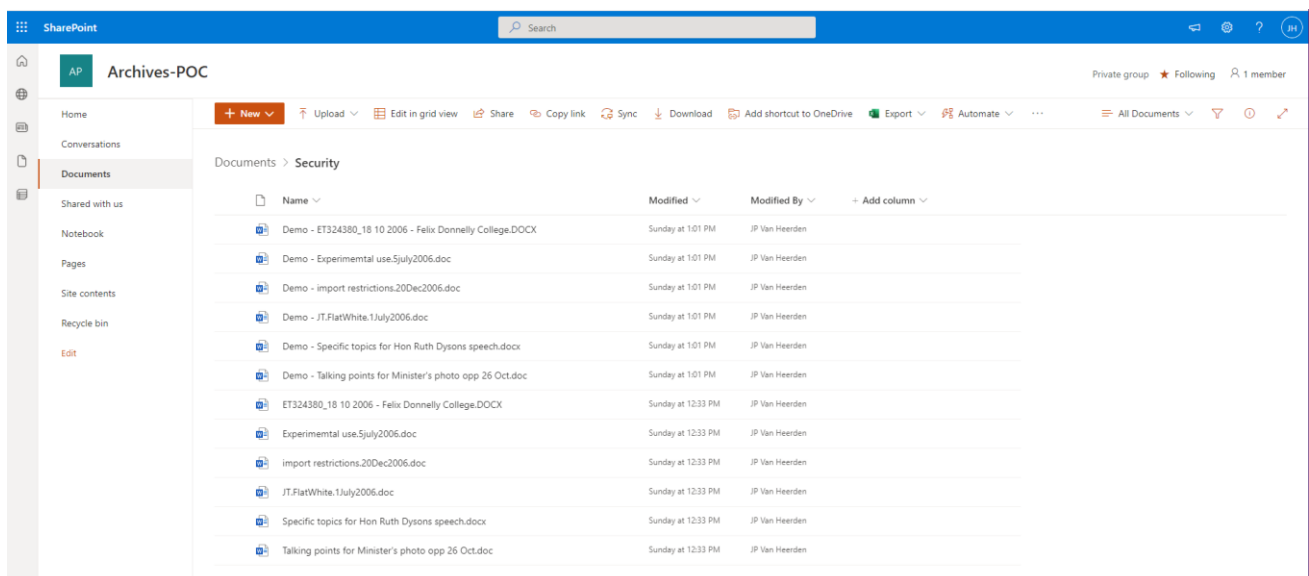 SharePoint Search JH
AP Archives-POC Private group Following 1 member
Home
Conversations
Documents
Shared with us
Notebook
Pages
Site contents
Recycle bin
Edit
+ New Upload Edit in grid view Share Copy link Sync Download Add shortcut to OneDrive Export Automate ... All Documents
Documents > Security
Name Modified Modified By + Add column
Demo - ET324380_18 10 2006 - Felix Donnelly College.DOCX Sunday at 1:01 PM JP Van Heerden
Demo - Experimemtal use.5july2006.doc Sunday at 1:01 PM JP Van Heerden
Demo - import restrictions.20Dec2006.doc Sunday at 1:01 PM JP Van Heerden
Demo - JT.FlatWhite.1July2006.doc Sunday at 1:01 PM JP Van Heerden
Demo - Specific topics for Hon Ruth Dysons speech.docx Sunday at 1:01 PM JP Van Heerden
Demo - Talking points for Minister's photo opp 26 Oct.doc Sunday at 1:01 PM JP Van Heerden
ET324380_18 10 2006 - Felix Donnelly College.DOCX Sunday at 12:33 PM JP Van Heerden
Experimemtal use.5july2006.doc Sunday at 12:33 PM JP Van Heerden
import restrictions.20Dec2006.doc Sunday at 12:33 PM JP Van Heerden
JT.FlatWhite.1July2006.doc Sunday at 12:33 PM JP Van Heerden
Specific topics for Hon Ruth Dysons speech.docx Sunday at 12:33 PM JP Van Heerden
Talking points for Minister's photo opp 26 Oct.doc Sunday at 12:33 PM JP Van Heerden